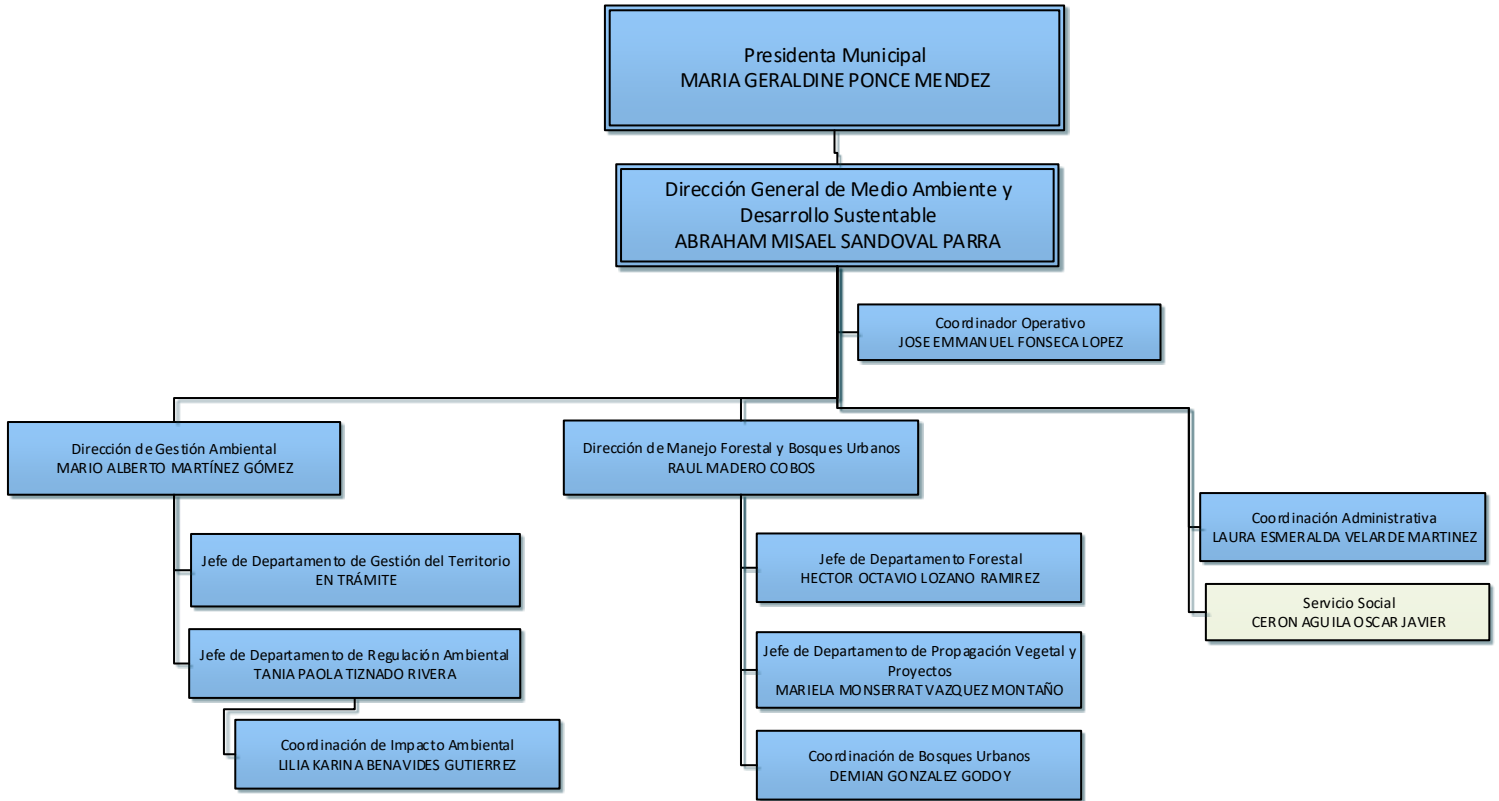 Presidenta Municipal
MARIA GERALDINE PONCE MENDEZ
Dirección General de Medio Ambiente y
Desarrollo Sustentable
ABRAHAM MISAEL SANDOVAL PARRA
Coordinador Operativo
JOSE EMMANUEL FONSECA LOPEZ
Dirección de Gestión Ambiental
MARIO ALBERTO MARTÍNEZ GÓMEZ
Jefe de Departamento de Gestión del Territorio
EN TRÁMITE
Jefe de Departamento de Regulación Ambiental
TANIA PAOLA TIZNADO RIVERA
Coordinación de Impacto Ambiental
LILIA KARINA BENAVIDES GUTIERREZ
Dirección de Manejo Forestal y Bosques Urbanos
RAUL MADERO COBOS
Jefe de Departamento Forestal
HECTOR OCTAVIO LOZANO RAMIREZ
Jefe de Departamento de Propagación Vegetal y
Proyectos
MARIELA MONSERRAT VAZQUEZ MONTAÑO
Coordinación de Bosques Urbanos
DEMIAN GONZALEZ GODOY
Coordinación Administrativa
LAURA ESMERALDA VELARDE MARTINEZ
Servicio Social
CERON AGUILA OSCAR JAVIER